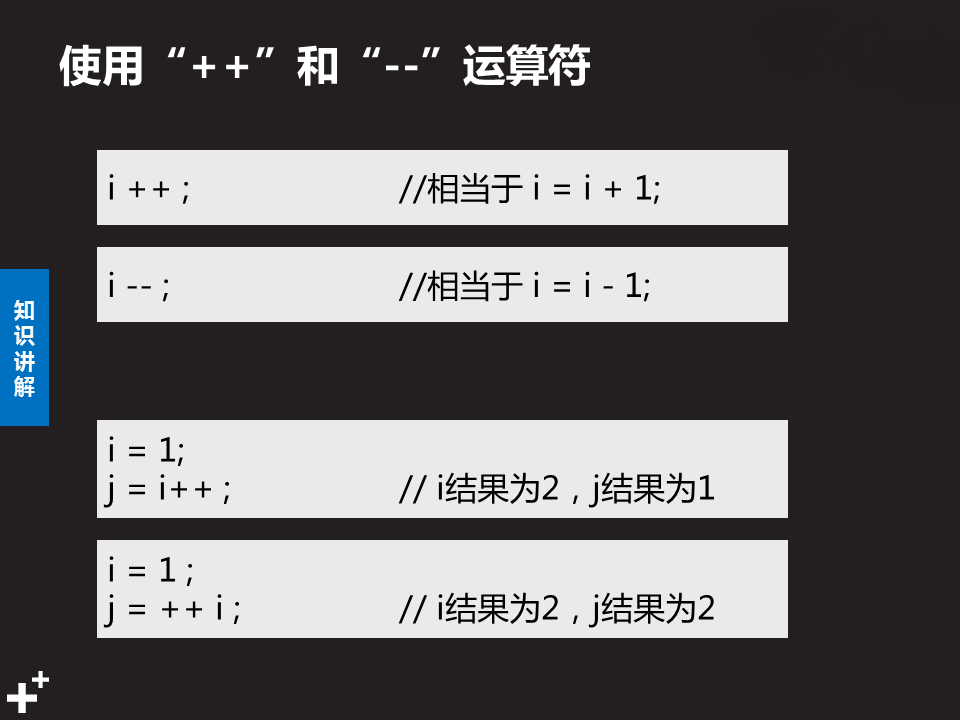 使用“++”和“--”运算符
i ++ ; //相当于 i = i + 1;
i -- ; //相当于 i = i - 1;
知识讲解
i = 1;
j = i++ ; // i结果为2，j结果为1
i = 1 ;
j = ++ i ; // i结果为2，j结果为2
++